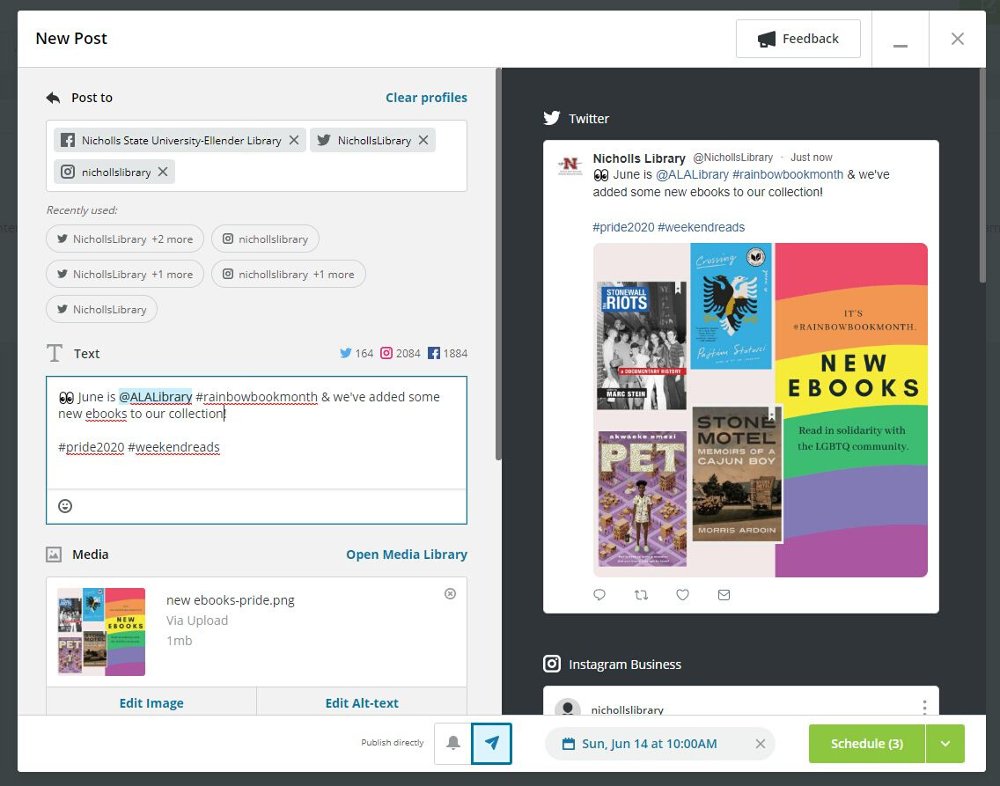 New Post
Feedback
Post to
Clear profiles
Nicholls State University-Ellender Library
NichollsLibrary
nichollslibrary
Recently used:
NichollsLibrary +2 more
nichollslibrary
NichollsLibrary +1 more
nichollslibrary +1 more
NichollsLibrary
Text
164
2084
1884
👀 June is @ALALibrary #rainbowbookmonth & we've added some
new ebooks to our collection!
#pride2020 #weekendreads
Media
Open Media Library
new ebooks-pride.png
Via Upload
1mb
Edit Image
Edit Alt-text
Twitter
Nicholls Library @NichollsLibrary · Just now
👀 June is @ALALibrary #rainbowbookmonth & we've
added some new ebooks to our collection!
#pride2020 #weekendreads
the
STONEWALL
RIOTS
a DOCUMENTARY HISTORY
MARC STEIN
Crossing
a novel
Pajtim Statovci
akwaeke emezi
PET
STONE
MOTEL
MEMOIRS OF A
CAJUN BOY
MORRIS ARDOIN
IT'S
#RAINBOWBOOKMONTH.
NEW
EBOOKS
Read in solidarity with
the LGBTQ community.
Instagram Business
nichollslibrary
Publish directly
Sun, Jun 14 at 10:00AM
Schedule (3)